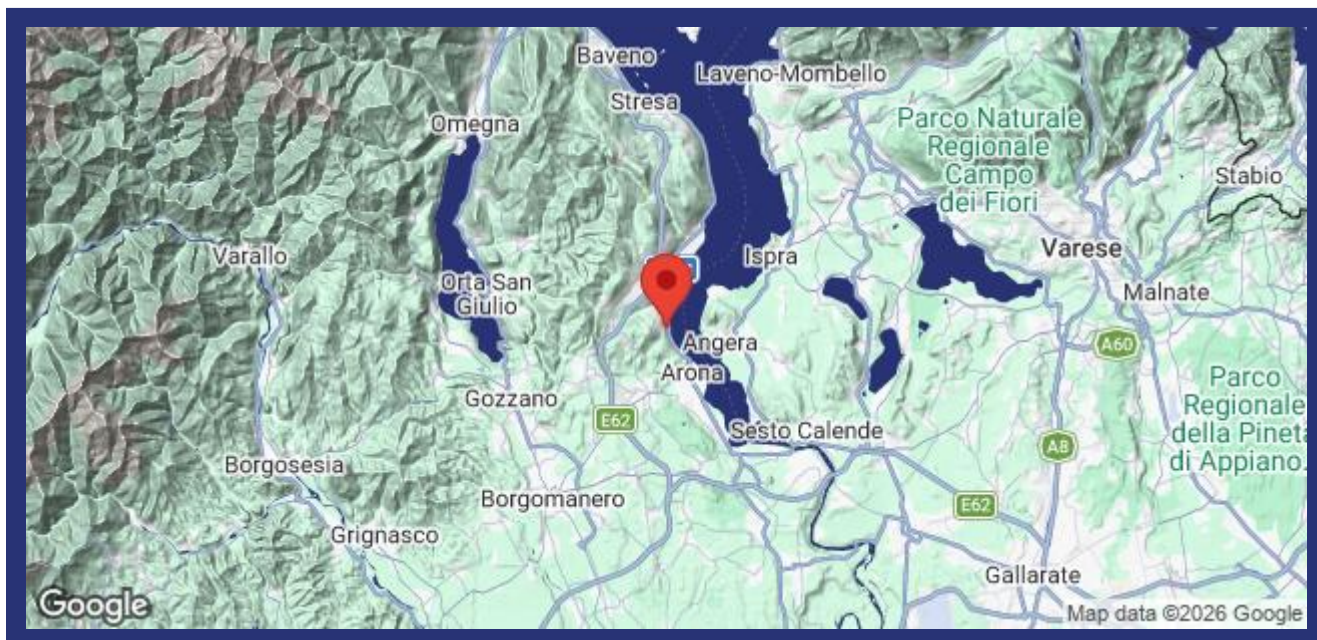 Baveno
Laveno-Mombello
Stresa
Omegna
Parco Naturale
Regionale
Campo
dei Fiori
Stabio
Varallo
Varese
Ispra
Orta San
Giulio
Malnate
Angera
A60
Arona
Parco
Regionale
della Pineta
di Appiano.
Gozzano
E62
Sesto Calende
A8
Borgosesia
Borgomanero
E62
Grignasco
Gallarate
Google
Map data ©2026 Google